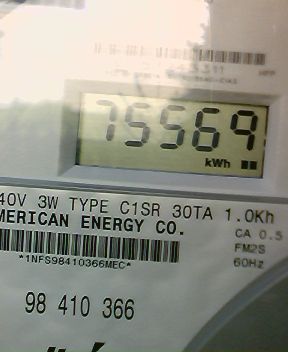 75569
kWh
40V 3W TYPE C1SR 30TA 1.0Kh
MERICAN ENERGY CO.
CA 0.5
FM2S
*1NFS98410366MEC*
60Hz
98 410 366